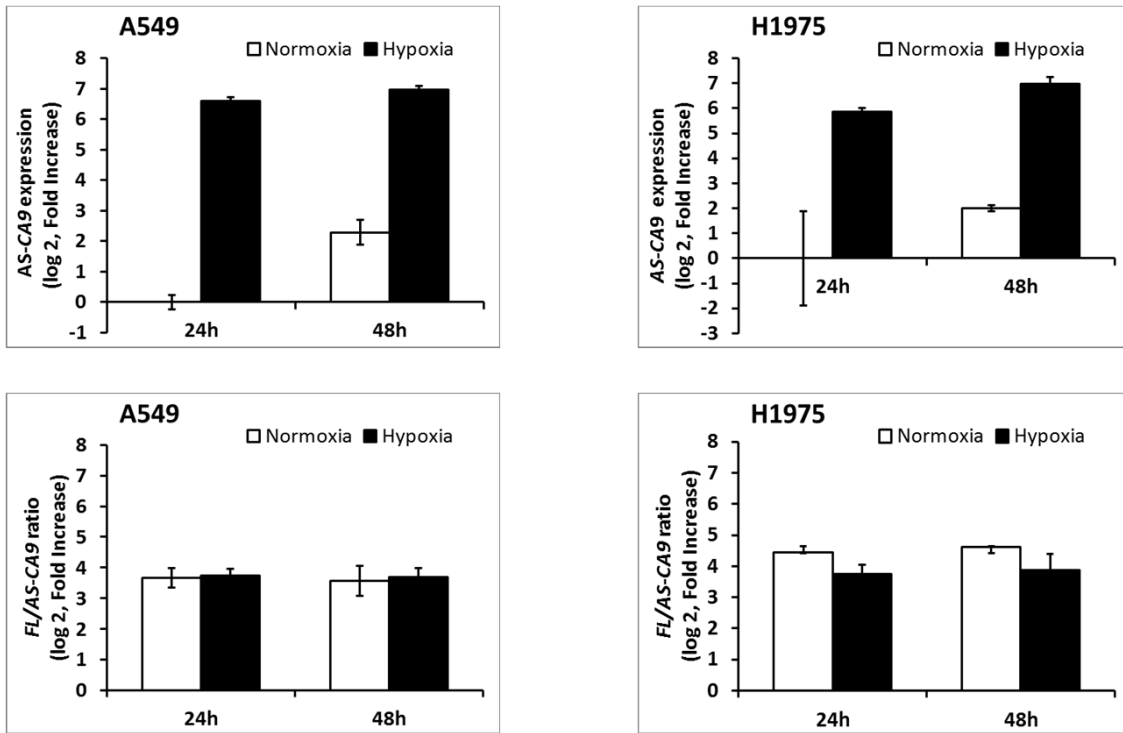 A549
Normoxia Hypoxia
AS-CA9 expression
(log 2, Fold Increase)
8
7
6
5
4
3
2
1
0
-1
24h 48h
H1975
Normoxia Hypoxia
AS-CA9 expression
(log 2, Fold Increase)
8
7
6
5
4
3
2
1
0
-1
-2
-3
24h 48h
A549
Normoxia Hypoxia
FL/AS-CA9 ratio
(log 2, Fold Increase)
8
7
6
5
4
3
2
1
0
24h 48h
H1975
Normoxia Hypoxia
FL/AS-CA9 ratio
(log 2, Fold Increase)
8
7
6
5
4
3
2
1
0
24h 48h